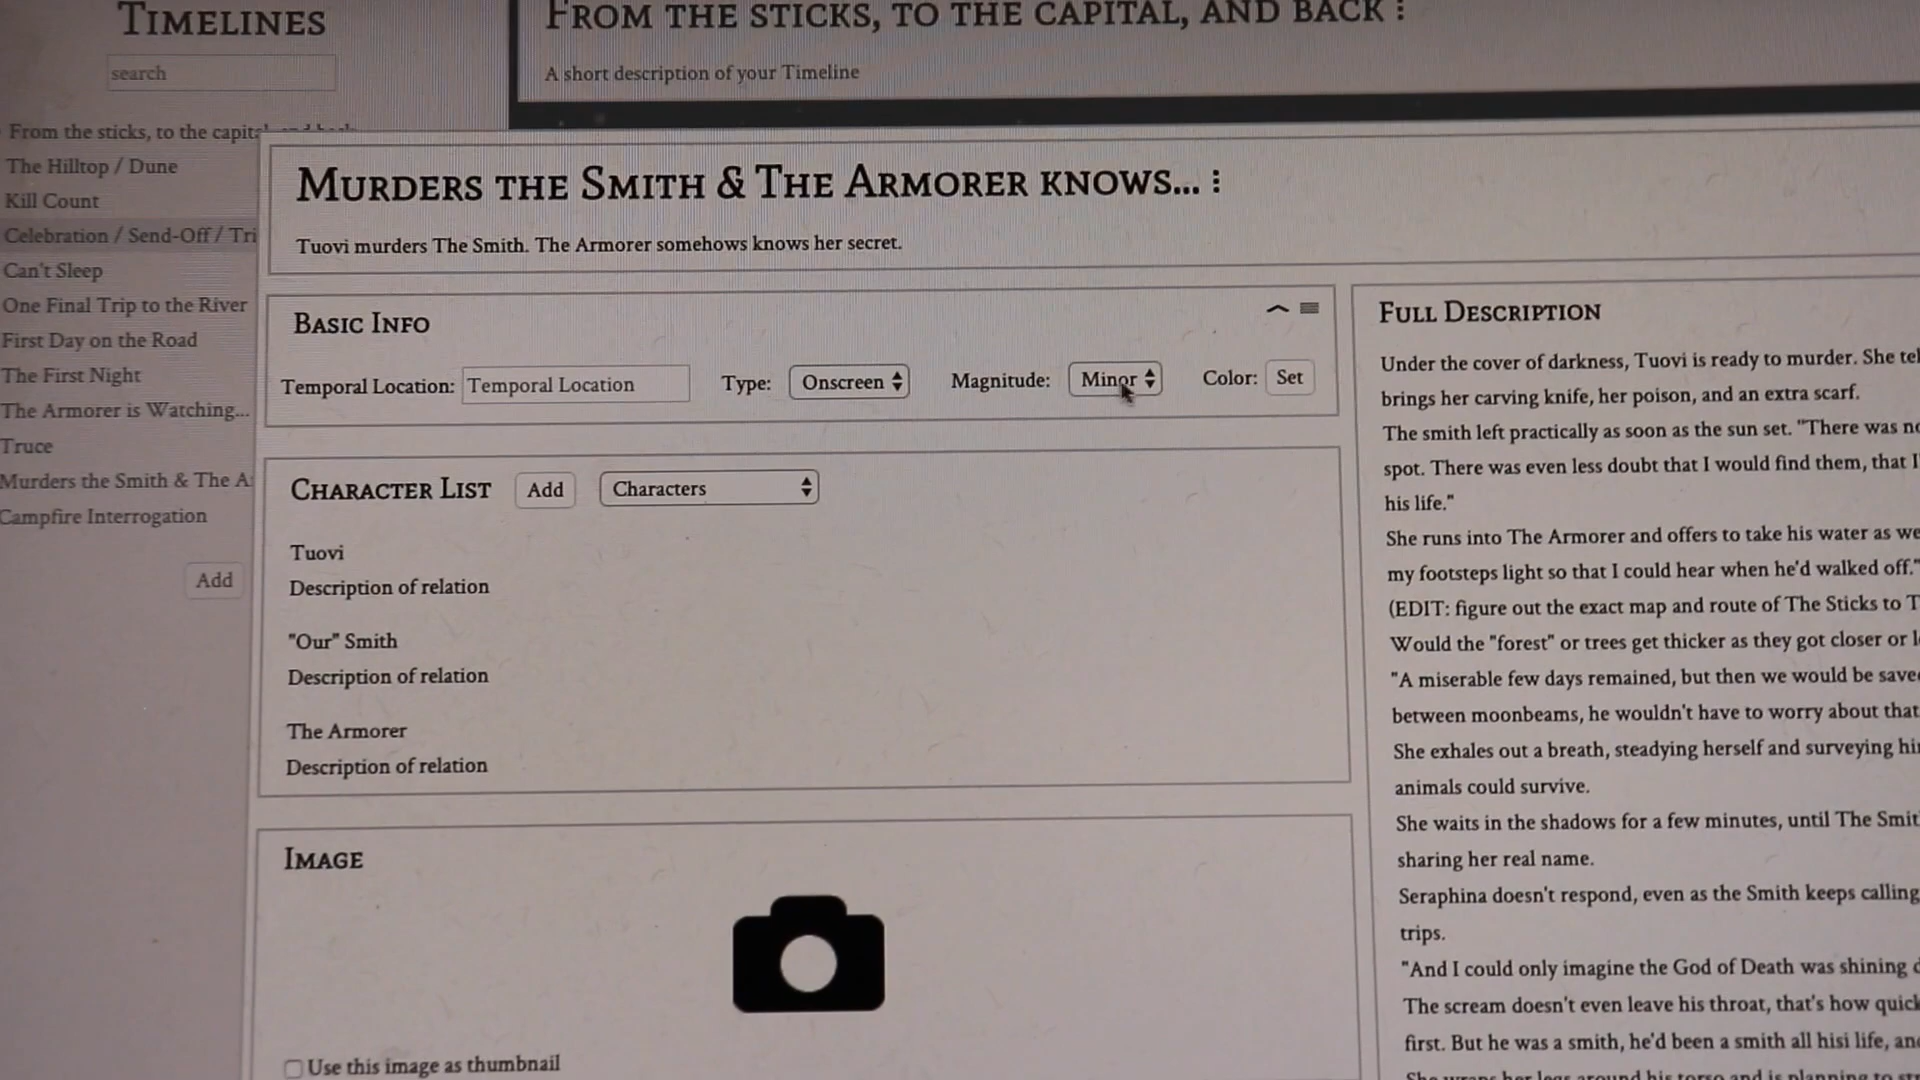 TIMELINES
search
From the sticks, to the
The Hilltop / Dune
Kill Count
Celebration / Send-Off / Tri
Can't Sleep
One Final Trip to the River
First Day on the Road
The First Night
The Armorer is Watching...
Truce
Murders the Smith & The A
Campfire Interrogation
Add
FROM THE STICKS, TO THE CAPITAL, AND BACK
A short description of your Timeline
MURDERS THE SMITH & THE ARMORER KNOWS...
Tuovi murders The Smith. The Armorer somehows knows her secret.
BASIC INFO
Temporal Location: Temporal Location Type: Onscreen Magnitude: Minor Color: Set
CHARACTER LIST Add Characters
Tuovi
Description of relation
"Our" Smith
Description of relation
The Armorer
Description of relation
IMAGE
Use this image as thumbnail
FULL DESCRIPTION
Under the cover of darkness, Tuovi is ready to murder. She
brings her carving knife, her poison, and an extra scarf.
The smith left practically as soon as the sun set. "There was
spot. There was even less doubt that I would find them, that I
his life."
She runs into The Armorer and offers to take his water as
my footsteps light so that I could hear when he'd walked off."
(EDIT: figure out the exact map and route of The Sticks to
Would the "forest" or trees get thicker as they got closer or
"A miserable few days remained, but then we would be
between moonbeams, he wouldn't have to worry about that
She exhales out a breath, steadying herself and surveying
animals could survive.
She waits in the shadows for a few minutes, until The
sharing her real name.
Seraphina doesn't respond, even as the Smith keeps calling
trips.
"And I could only imagine the God of Death was shining
The scream doesn't even leave his throat, that's how
first. But he was a smith, he'd been a smith all hisi life,
She wraps her legs around his torso and is planning to